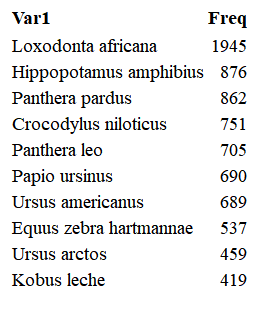 Var1 Freq
Loxodonta africana 1945
Hippopotamus amphibius 876
Panthera pardus 862
Crocodylus niloticus 751
Panthera leo 705
Papio ursinus 690
Ursus americanus 689
Equus zebra hartmannae 537
Ursus arctos 459
Kobus leche 419